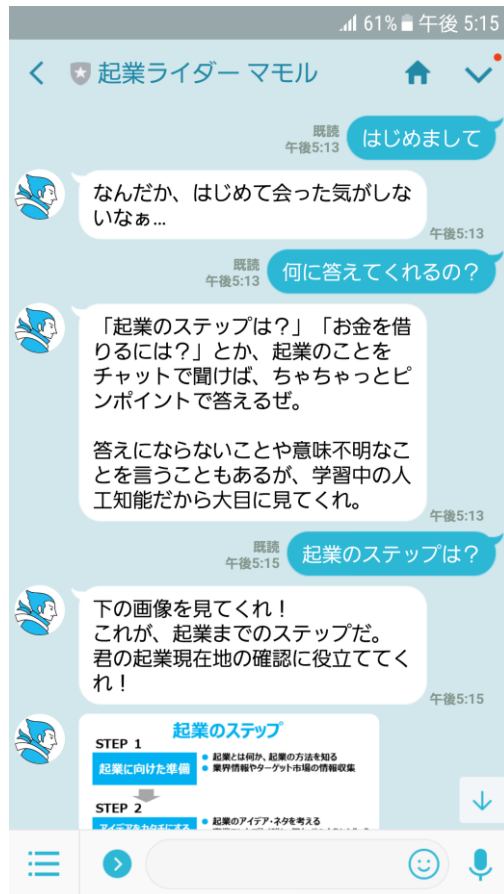 61% 午後 5:15
起業ライダー マモル
既読
午後5:13
はじめまして
なんだか、はじめて会った気がしな
いなぁ...
午後5:13
既読
午後5:13
何に答えてくれるの?
「起業のステップは?」「お金を借
りるには?」とか、起業のことを
チャットで聞けば、ちゃちゃっとピ
ンポイントで答えるぜ。
答えにならないことや意味不明なこ
とを言うこともあるが、学習中の人
工知能だから大目に見てくれ。
午後5:13
既読
午後5:15
起業のステップは?
下の画像を見てくれ!
これが、起業までのステップだ。
君の起業現在地の確認に役立ててく
れ!
午後5:15
起業のステップ
STEP 1
起業に向けた準備
● 起業とは何か、起業の方法を知る
● 業界情報やターゲット市場の情報収集
STEP 2
アイデアをカタチにする
● 起業のアイデア・ネタを考える